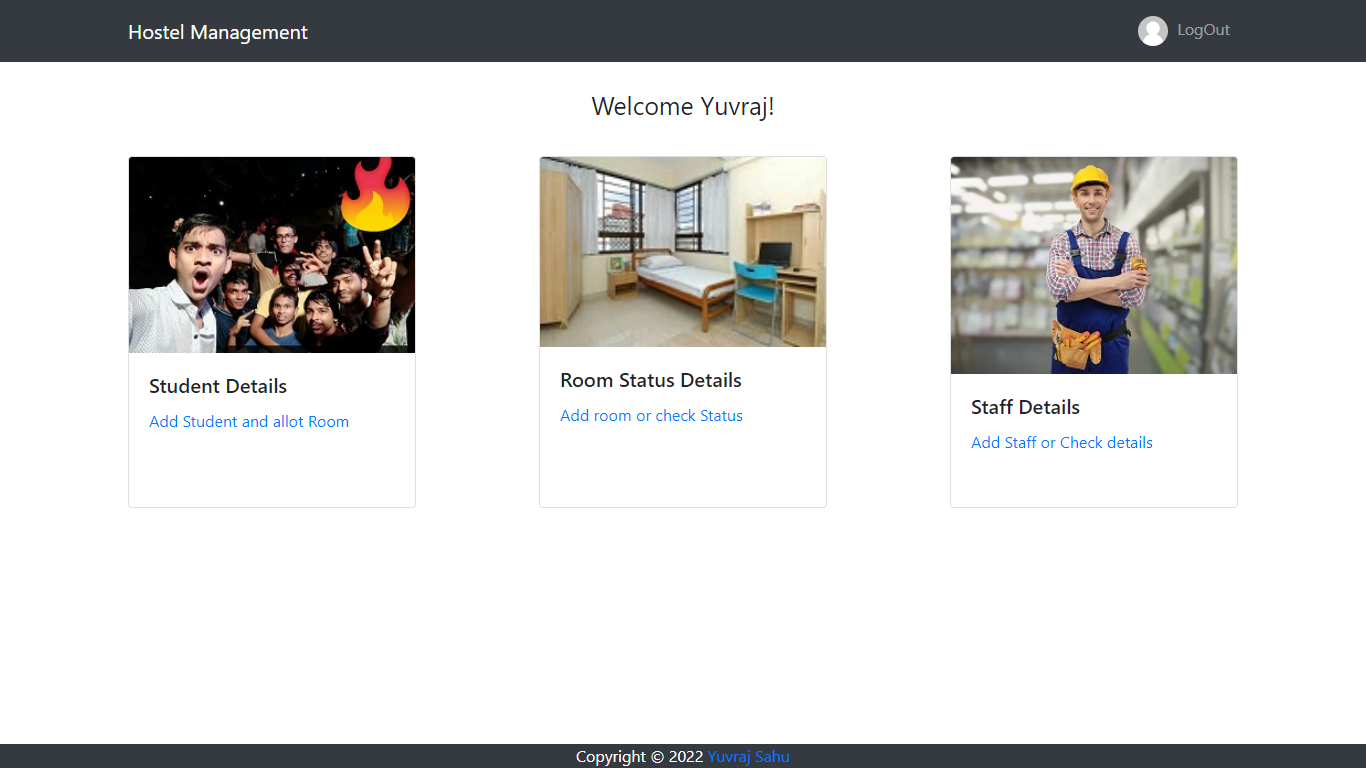 Hostel Management
LogOut
Welcome Yuvraj!
Student Details
Add Student and allot Room
Room Status Details
Add room or check Status
Staff Details
Add Staff or Check details
Copyright © 2022 Yuvraj Sahu